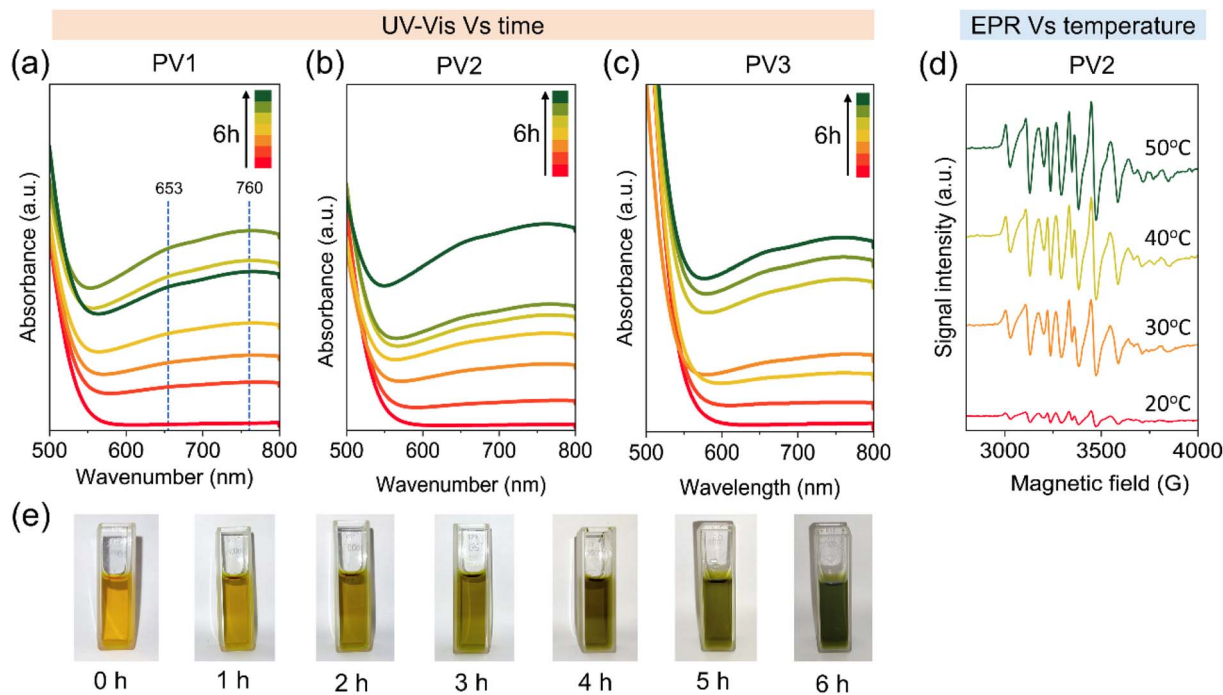 UV-Vis Vs time
EPR Vs temperature
(a)
PV1
(b)
PV2
(c)
PV3
(d)
PV2
6h
653
760
6h
6h
50°C
40°C
30°C
20°C
Absorbance (a.u.)
Absorbance (a.u.)
Absorbance (a.u.)
Signal intensity (a.u.)
500 600 700 800
500 600 700 800
500 600 700 800
3000 3500 4000
Wavenumber (nm)
Wavenumber (nm)
Wavelength (nm)
Magnetic field (G)
(e)
0 h
1 h
2 h
3 h
4 h
5 h
6 h